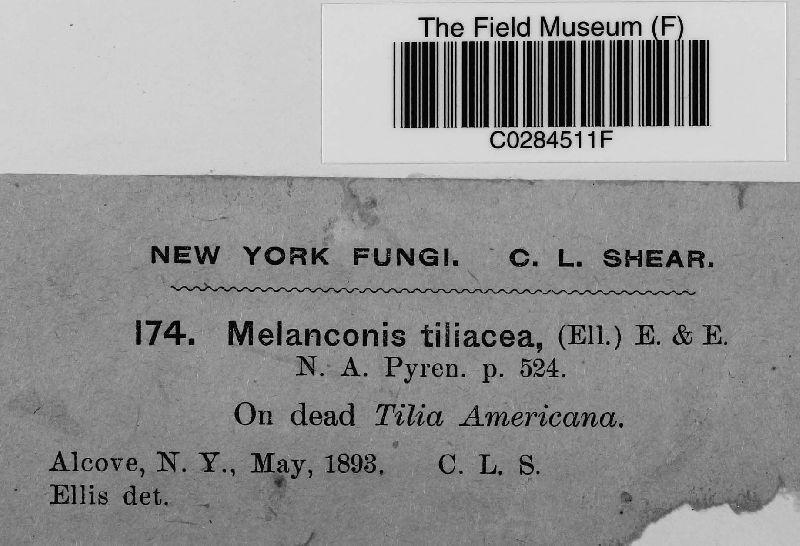 The Field Museum (F)
C0284511F
NEW YORK FUNGI. C. L. SHEAR.
174. Melanconis tiliacea, (Ell.) E. & E.
N. A. Pyren. p. 524.
On dead Tilia Americana.
Alcove, N. Y., May, 1893. C. L. S.
Ellis det.